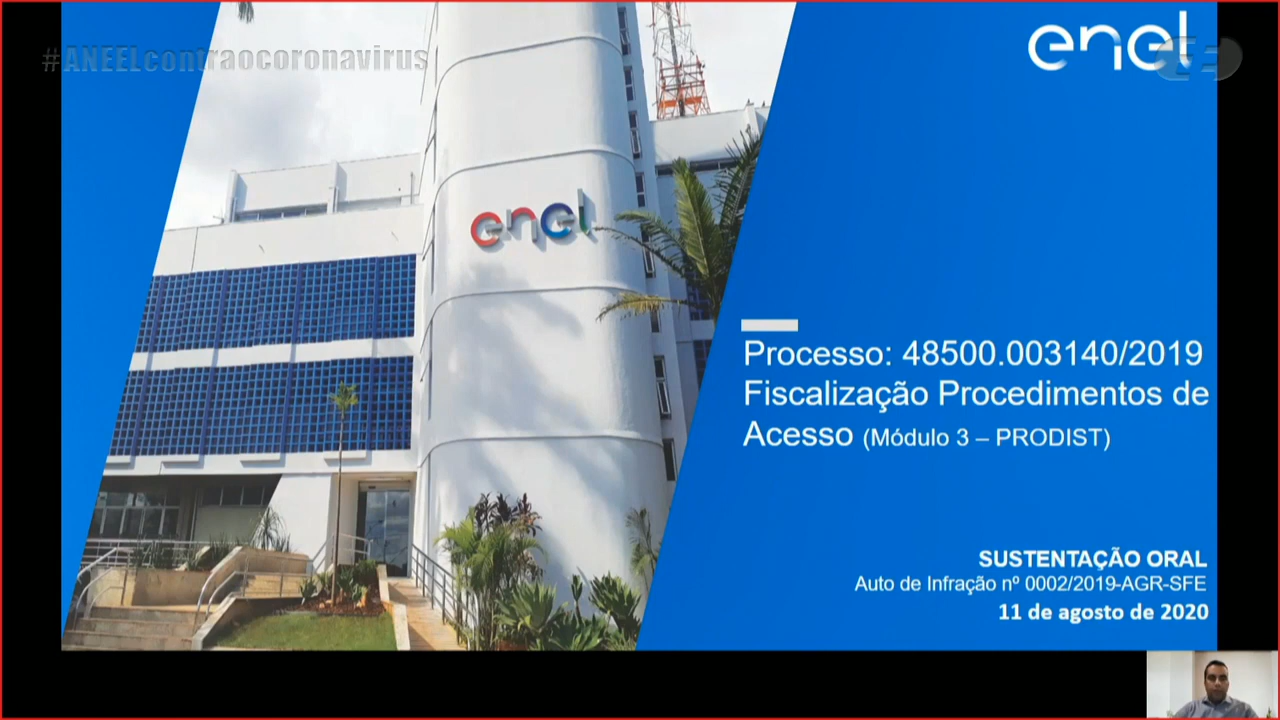 #ANEELcontraocoronavirus
enel
enel
Processo: 48500.003140/2019
Fiscalização Procedimentos de
Acesso (Módulo 3 – PRODIST)
SUSTENTAÇÃO ORAL
Auto de Infração nº 0002/2019-AGR-SFE
11 de agosto de 2020